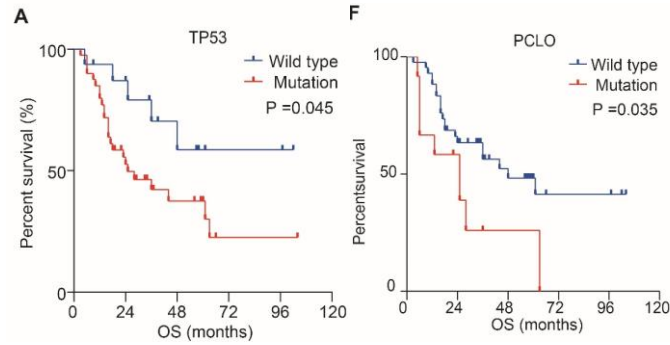 A
TP53
Percent survival (%)
100
50
0
Wild type
Mutation
P =0.045
0 24 48 72 96 120
OS (months)
F
PCLO
Percentsurvival
100
50
0
Wild type
Mutation
P =0.035
0 24 48 72 96 120
OS (months)